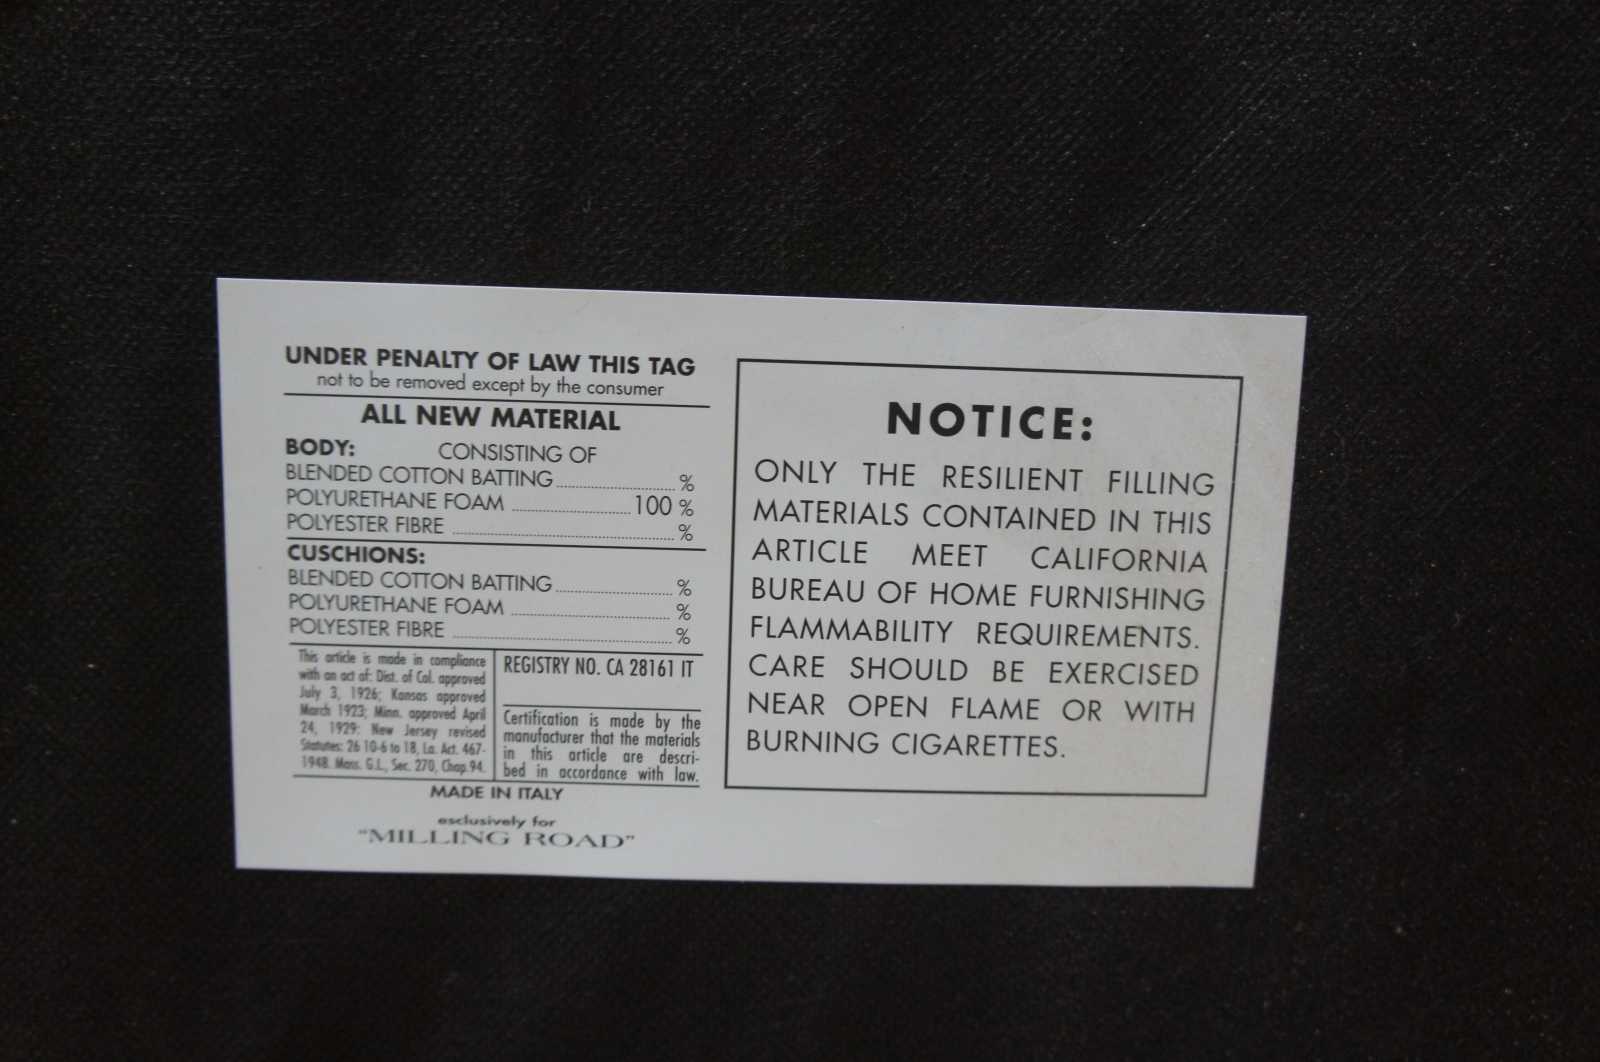 UNDER PENALTY OF LAW THIS TAG
not to be removed except by the consumer
ALL NEW MATERIAL
BODY: CONSISTING OF
BLENDED COTTON BATTING ........................ %
POLYURETHANE FOAM ........................ 100 %
POLYESTER FIBRE ........................ %
CUSCHIONS:
BLENDED COTTON BATTING ........................ %
POLYURETHANE FOAM ........................ %
POLYESTER FIBRE ........................ %
This article is made in compliance
with an act of: Dist. of Col. approved
July 3, 1926; Kansas approved
March 1923; Minn. approved April
24, 1929: New Jersey revised
Statutes: 26 10-6 to 18, La. Act. 467-
1948. Mass. G.L., Sec. 270, Chap.94.
REGISTRY NO. CA 28161 IT
Certification is made by the
manufacturer that the materials
in this article are descri-
bed in accordance with law.
MADE IN ITALY
esclusively for
"MILLING ROAD"
NOTICE:
ONLY THE RESILIENT FILLING
MATERIALS CONTAINED IN THIS
ARTICLE MEET CALIFORNIA
BUREAU OF HOME FURNISHING
FLAMMABILITY REQUIREMENTS.
CARE SHOULD BE EXERCISED
NEAR OPEN FLAME OR WITH
BURNING CIGARETTES.